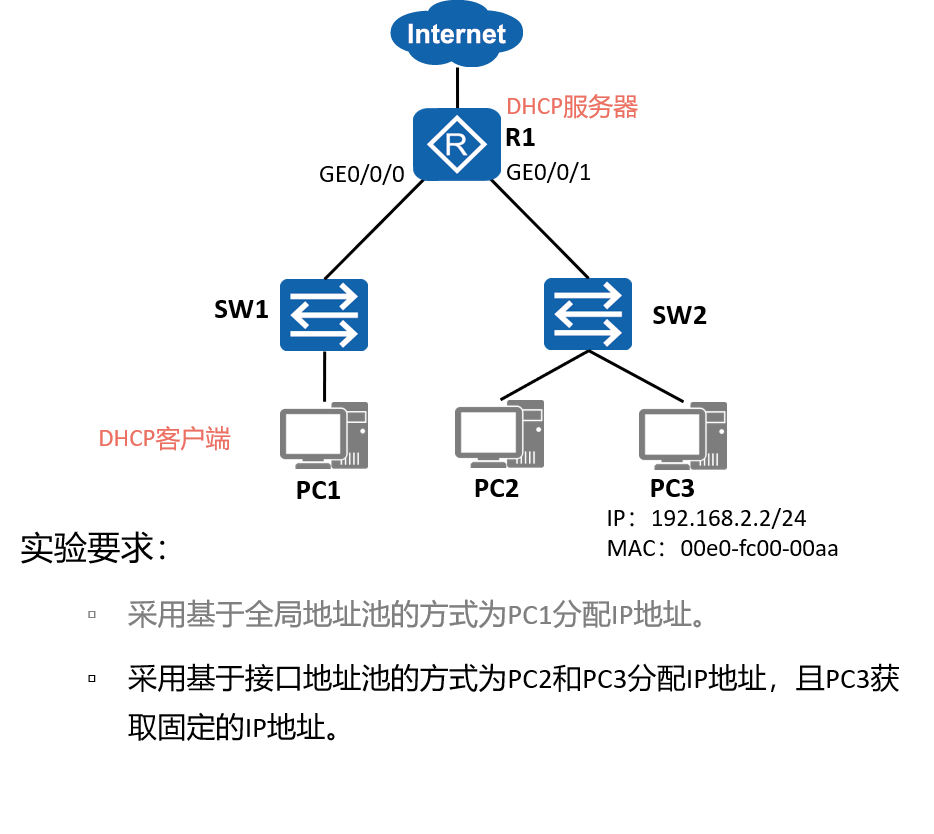 Internet
DHCP服务器
R1
R
GE0/0/0
GE0/0/1
SW1
SW2
DHCP客户端
PC1
PC2
PC3
IP：192.168.2.2/24
MAC：00e0-fc00-00aa
实验要求：
采用基于全局地址池的方式为PC1分配IP地址。
采用基于接口地址池的方式为PC2和PC3分配IP地址，且PC3获
取固定的IP地址。